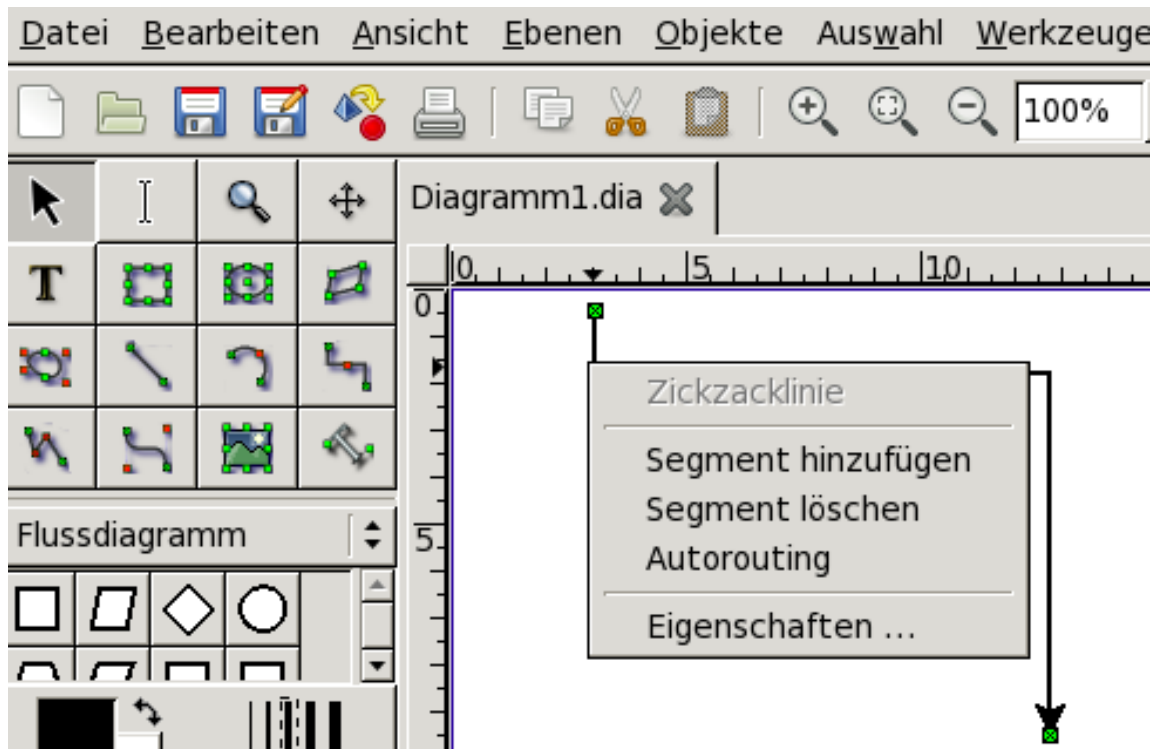 Datei Bearbeiten Ansicht Ebenen Objekte Auswahl Werkzeuge
100%
Diagramm1.dia
T
0 5 10
0
5
Zickzacklinie
Segment hinzufügen
Segment löschen
Autorouting
Eigenschaften ...
Flussdiagramm